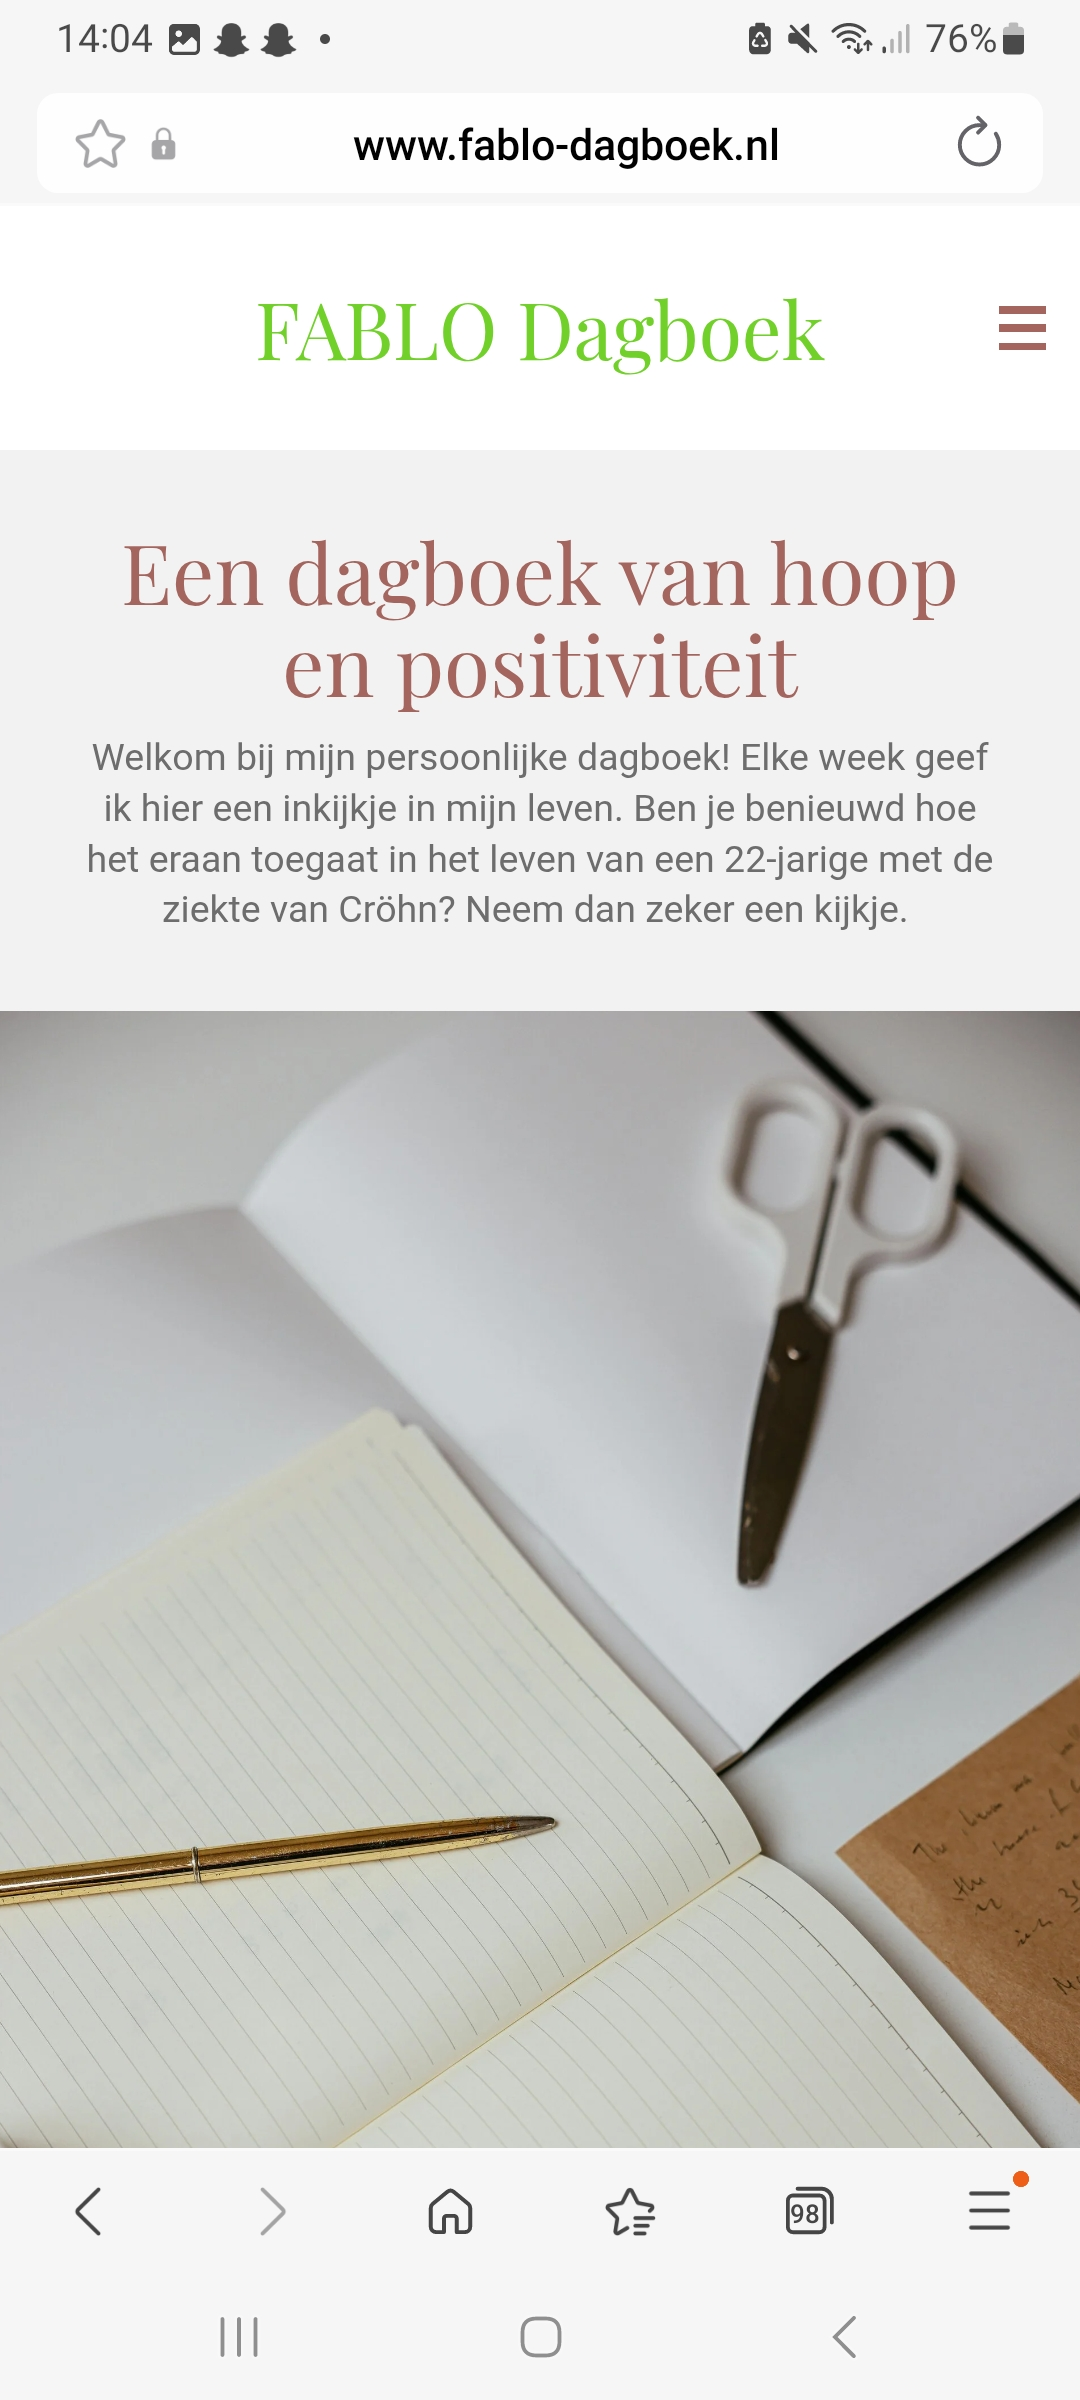 14:04
76%
www.fablo-dagboek.nl
FABLO Dagboek
Een dagboek van hoop
en positiviteit
Welkom bij mijn persoonlijke dagboek! Elke week geef
ik hier een inkijkje in mijn leven. Ben je benieuwd hoe
het eraan toegaat in het leven van een 22-jarige met de
ziekte van Cröhn? Neem dan zeker een kijkje.
The
98